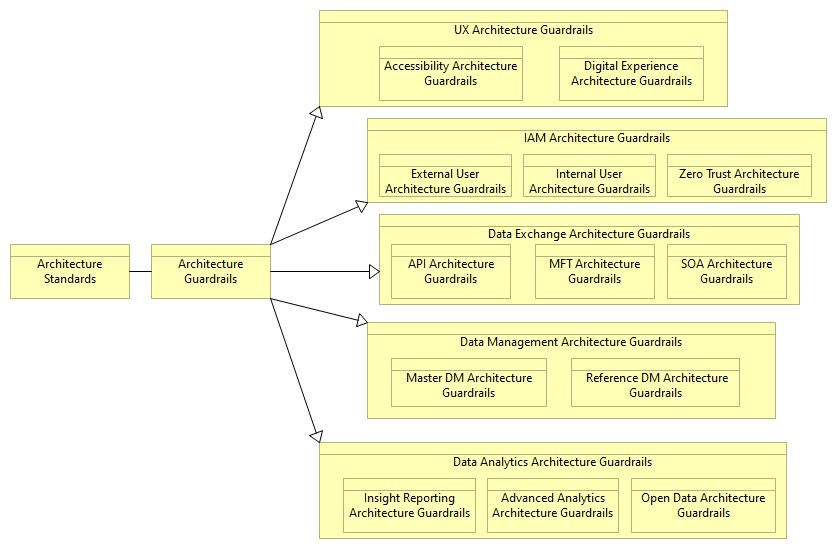 UX Architecture Guardrails
Accessibility Architecture
Guardrails
Digital Experience
Architecture Guardrails
IAM Architecture Guardrails
External User
Architecture Guardrails
Internal User
Architecture Guardrails
Zero Trust Architecture
Guardrails
Architecture
Standards
Architecture
Guardrails
Data Exchange Architecture Guardrails
API Architecture
Guardrails
MFT Architecture
Guardrails
SOA Architecture
Guardrails
Data Management Architecture Guardrails
Master DM Architecture
Guardrails
Reference DM Architecture
Guardrails
Data Analytics Architecture Guardrails
Insight Reporting
Architecture Guardrails
Advanced Analytics
Architecture Guardrails
Open Data Architecture
Guardrails